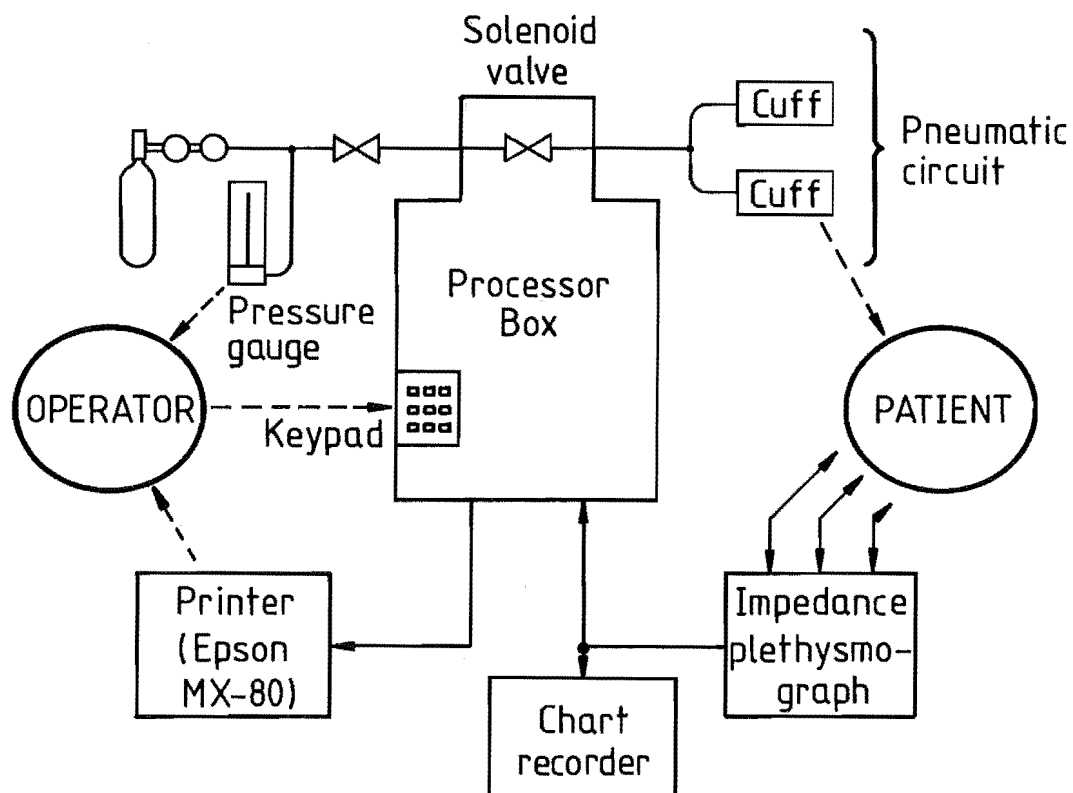 Solenoid
valve
Cuff
Cuff
Pneumatic
circuit
Pressure
gauge
Processor
Box
OPERATOR
Keypad
PATIENT
Printer
(Epson
MX-80)
Chart
recorder
Impedance
plethysmo-
graph